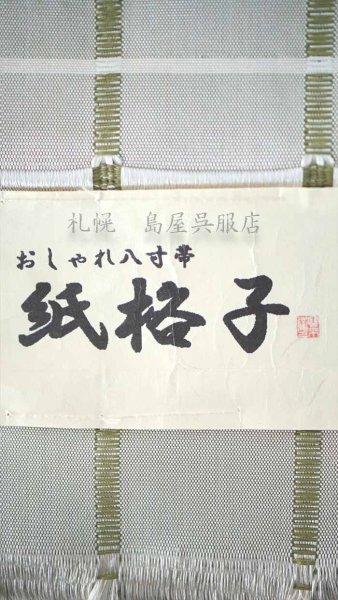 札幌　島屋呉服店
おしゃれ八寸帯
紙格子